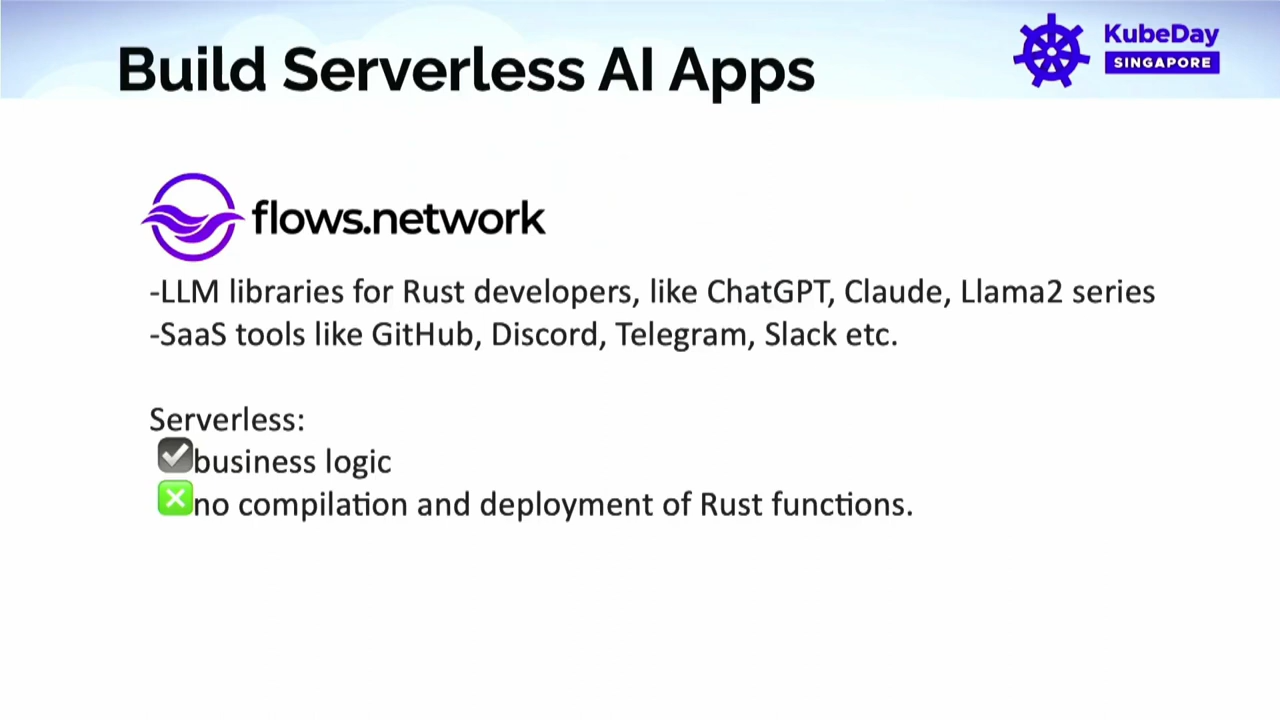 Build Serverless AI Apps
KubeDay
SINGAPORE
flows.network
-LLM libraries for Rust developers, like ChatGPT, Claude, Llama2 series
-SaaS tools like GitHub, Discord, Telegram, Slack etc.
Serverless:
✔business logic
❎no compilation and deployment of Rust functions.